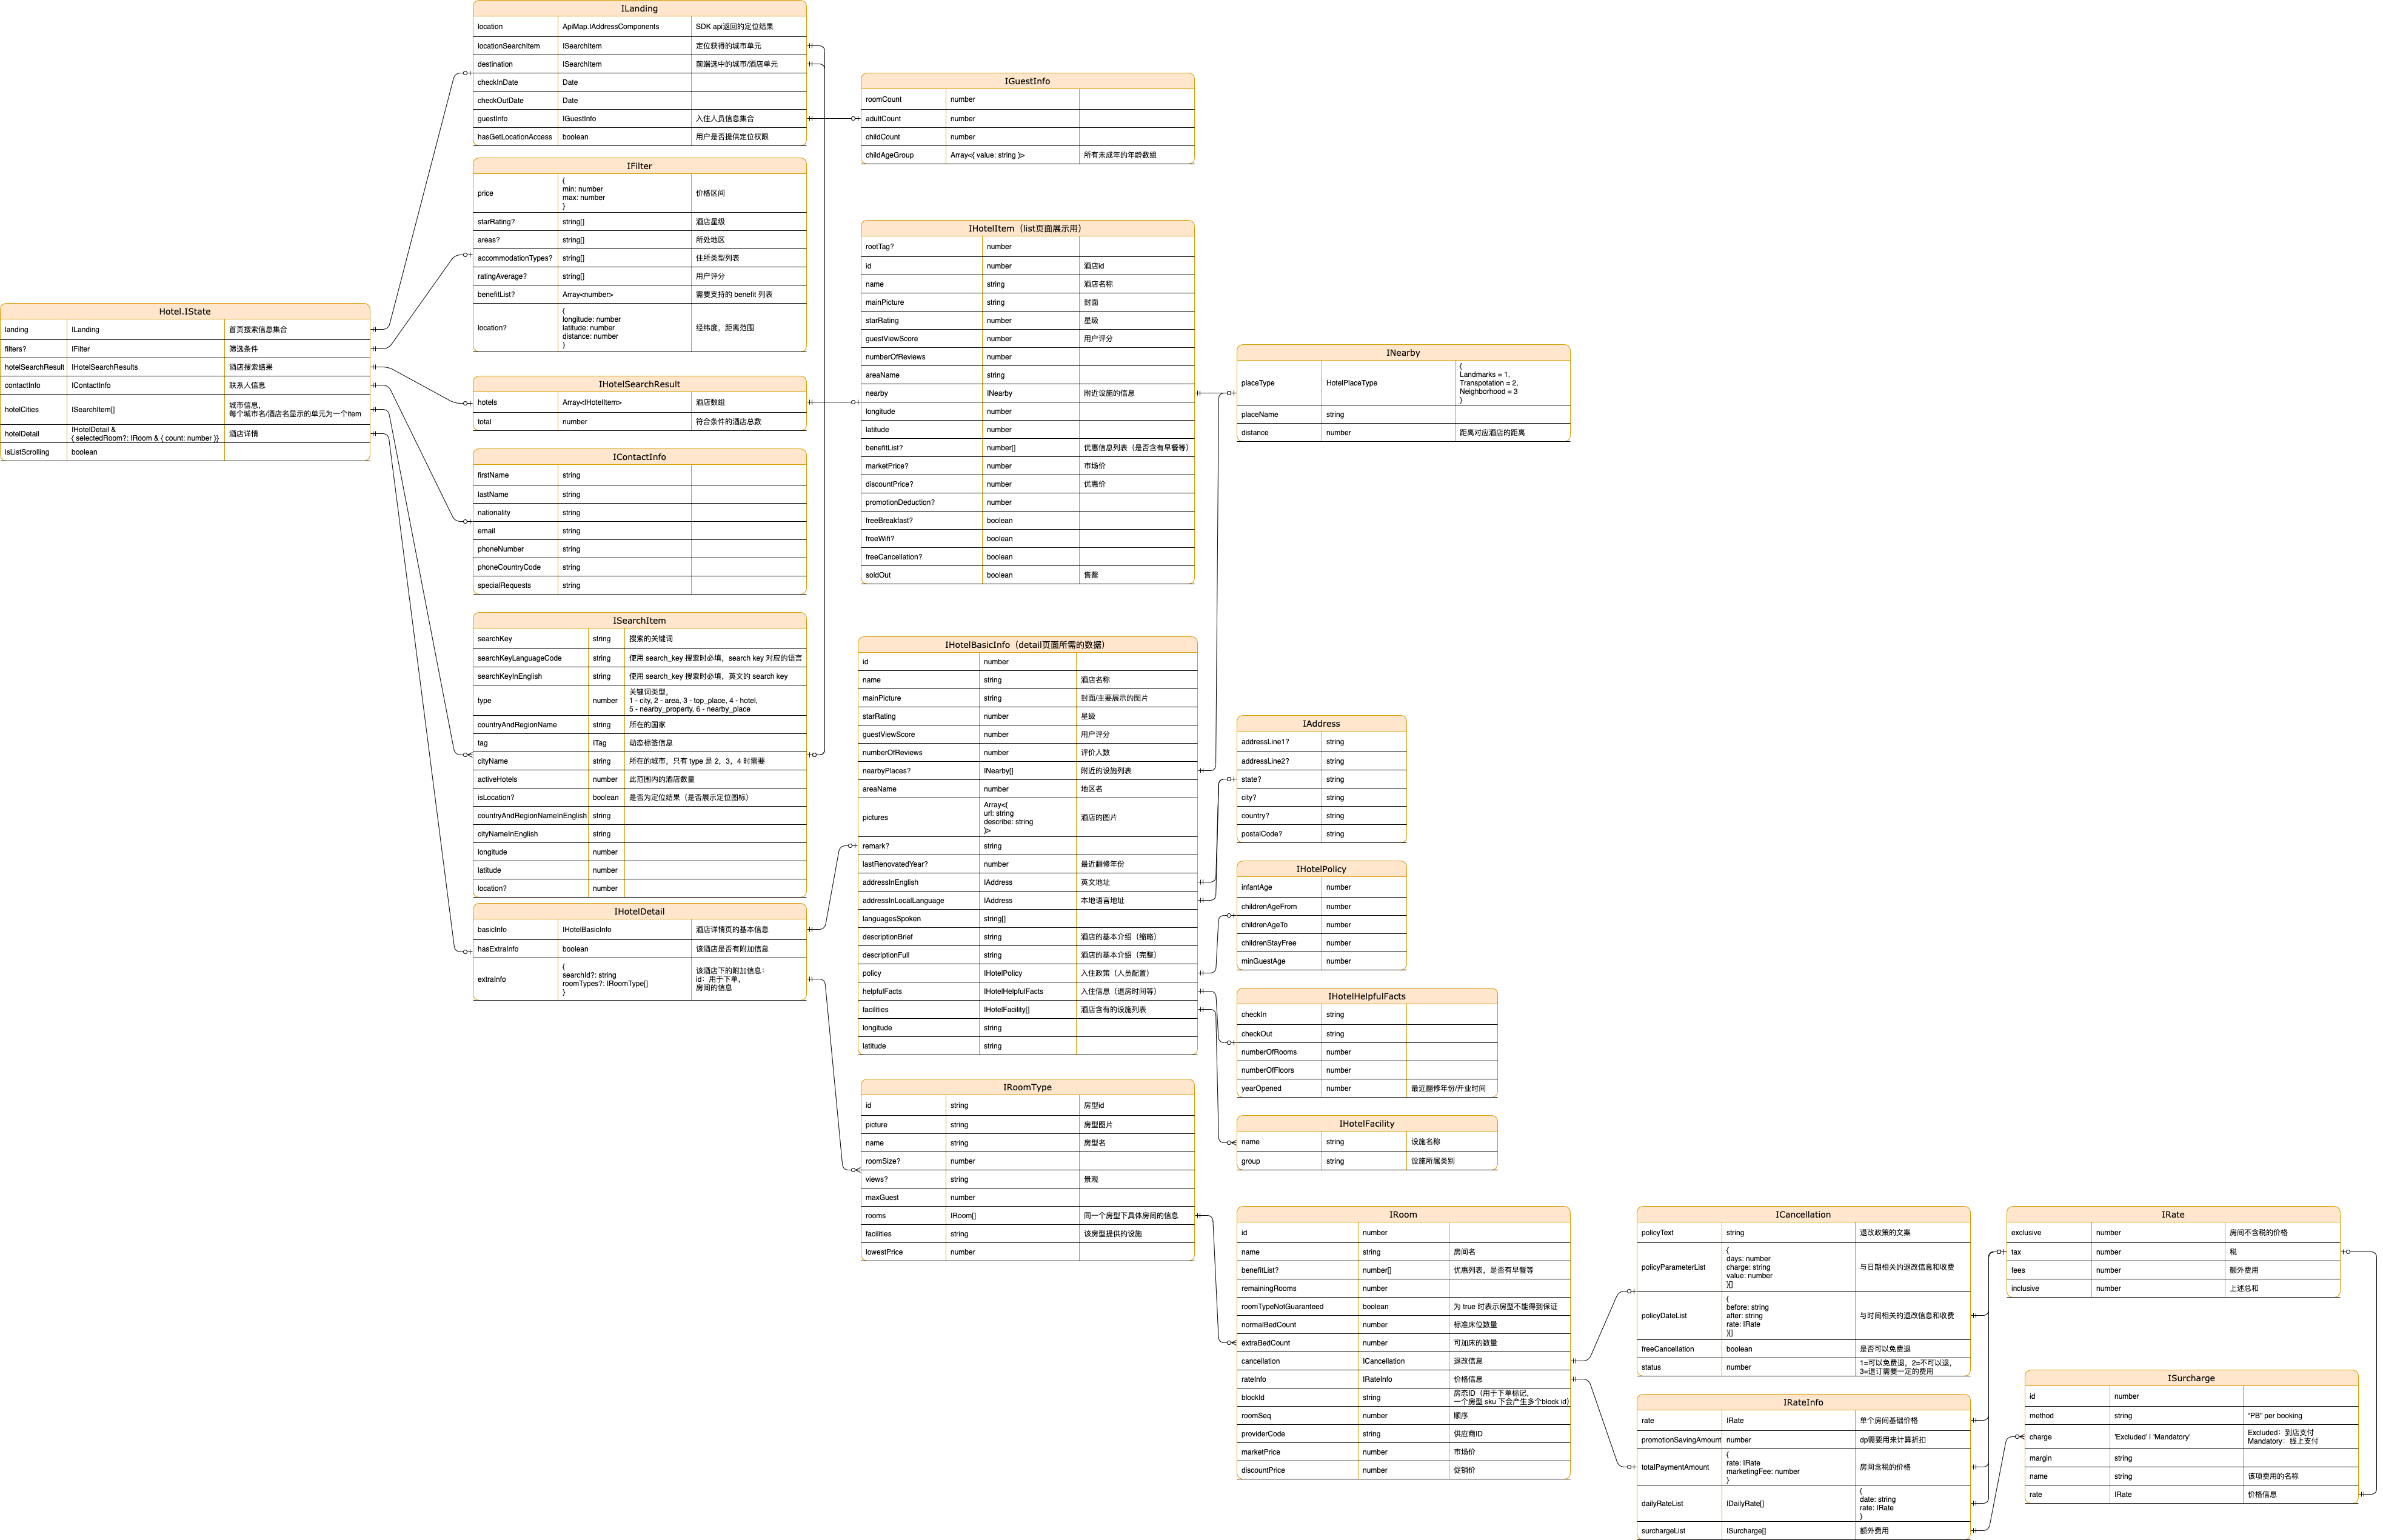 Hotel.IState
landing ILanding 首页搜索信息集合
filters? IFilter 筛选条件
hotelSearchResult IHotelSearchResults 酒店搜索结果
contactInfo IContactInfo 联系人信息
hotelCities ISearchItem[] 城市信息，
每个城市名/酒店名显示的单元为一个item
hotelDetail IHotelDetail &
{ selectedRoom?: IRoom & { count: number }} 酒店详情
isListScrolling boolean
ILanding
location ApiMap.IAddressComponents SDK api返回的定位结果
locationSearchItem ISearchItem 定位获得的城市单元
destination ISearchItem 前端选中的城市/酒店单元
checkInDate Date
checkOutDate Date
guestInfo IGuestInfo 入住人员信息集合
hasGetLocationAccess boolean 用户是否提供定位权限
IFilter
price {
min: number
max: number
} 价格区间
starRating? string[] 酒店星级
areas? string[] 所处地区
accommodationTypes? string[] 住所类型列表
ratingAverage? string[] 用户评分
benefitList? Array<number> 需要支持的 benefit 列表
location? {
longitude: number
latitude: number
distance: number
} 经纬度，距离范围
IHotelSearchResult
hotels Array<IHotelItem> 酒店数组
total number 符合条件的酒店总数
IContactInfo
firstName string
lastName string
nationality string
email string
phoneNumber string
phoneCountryCode string
specialRequests string
ISearchItem
searchKey string 搜索的关键词
searchKeyLanguageCode string 使用 search_key 搜索时必填，search key 对应的语言
searchKeyInEnglish string 使用 search_key 搜索时必填，英文的 search key
type number 关键词类型，
1 - city, 2 - area, 3 - top_place, 4 - hotel,
5 - nearby_property, 6 - nearby_place
countryAndRegionName string 所在的国家
tag ITag 动态标签信息
cityName string 所在的城市，只有 type 是 2，3，4 时需要
activeHotels number 此范围内的酒店数量
isLocation? boolean 是否为定位结果（是否展示定位图标）
countryAndRegionNameInEnglish string
cityNameInEnglish string
longitude number
latitude number
location? number
IHotelDetail
basicInfo IHotelBasicInfo 酒店详情页的基本信息
hasExtraInfo boolean 该酒店是否有附加信息
extraInfo {
searchId?: string
roomTypes?: IRoomType[]
} 该酒店下的附加信息：
id：用于下单，
房间的信息
IGuestInfo
roomCount number
adultCount number
childCount number
childAgeGroup Array<{ value: string }> 所有未成年的年龄数组
IHotelItem（list页面展示用）
rootTag? number
id number 酒店id
name string 酒店名称
mainPicture string 封面
starRating number 星级
guestViewScore number 用户评分
numberOfReviews number
areaName string
nearby INearby 附近设施的信息
longitude number
latitude number
benefitList? number[] 优惠信息列表（是否含有早餐等）
marketPrice? number 市场价
discountPrice? number 优惠价
promotionDeduction? number
freeBreakfast? boolean
freeWifi? boolean
freeCancellation? boolean
soldOut boolean 售罄
IHotelBasicInfo（detail页面所需的数据）
id number
name string 酒店名称
mainPicture string 封面/主要展示的图片
starRating number 星级
guestViewScore number 用户评分
numberOfReviews number 评价人数
nearbyPlaces? INearby[] 附近的设施列表
areaName number 地区名
pictures Array<{
url: string
describe: string
}> 酒店的图片
remark? string
lastRenovatedYear? number 最近翻修年份
addressInEnglish IAddress 英文地址
addressInLocalLanguage IAddress 本地语言地址
languagesSpoken string[]
descriptionBrief string 酒店的基本介绍（缩略）
descriptionFull string 酒店的基本介绍（完整）
policy IHotelPolicy 入住政策（人员配置）
helpfulFacts IHotelHelpfulFacts 入住信息（退房时间等）
facilities IHotelFacility[] 酒店含有的设施列表
longitude string
latitude string
IRoomType
id string 房型id
picture string 房型图片
name string 房型名
roomSize? number
views? string 景观
maxGuest number
rooms IRoom[] 同一个房型下具体房间的信息
facilities string 该房型提供的设施
lowestPrice number
INearby
placeType HotelPlaceType {
Landmarks = 1,
Transpotation = 2,
Neighborhood = 3
}
placeName string
distance number 距离对应酒店的距离
IAddress
addressLine1? string
addressLine2? string
state? string
city? string
country? string
postalCode? string
IHotelPolicy
infantAge number
childrenAgeFrom number
childrenAgeTo number
childrenStayFree number
minGuestAge number
IHotelHelpfulFacts
checkIn string
checkOut string
numberOfRooms number
numberOfFloors number
yearOpened number 最近翻修年份/开业时间
IHotelFacility
name string 设施名称
group string 设施所属类别
IRoom
id number
name string 房间名
benefitList? number[] 优惠列表，是否有早餐等
remainingRooms number
roomTypeNotGuaranteed boolean 为 true 时表示房型不能得到保证
normalBedCount number 标准床位数量
extraBedCount number 可加床的数量
cancellation ICancellation 退改信息
rateInfo IRateInfo 价格信息
blockId string 房态ID（用于下单标记，
一个房型 sku 下会产生多个block id）
roomSeq number 顺序
providerCode string 供应商ID
marketPrice number 市场价
discountPrice number 促销价
ICancellation
policyText string 退改政策的文案
policyParameterList {
days: number
charge: string
value: number
}[] 与日期相关的退改信息和收费
policyDateList {
before: string
after: string
rate: IRate
}[] 与时间相关的退改信息和收费
freeCancellation boolean 是否可以免费退
status number 1=可以免费退，2=不可以退，
3=退订需要一定的费用
IRateInfo
rate IRate 单个房间基础价格
promotionSavingAmount number dp需要用来计算折扣
totalPaymentAmount {
rate: IRate
marketingFee: number
} 房间含税的价格
dailyRateList IDailyRate[] {
date: string
rate: IRate
}
surchargeList ISurcharge[] 额外费用
IRate
exclusive number 房间不含税的价格
tax number 税
fees number 额外费用
inclusive number 上述总和
ISurcharge
id number
method string “PB” per booking
charge 'Excluded' | 'Mandatory' Excluded：到店支付
Mandatory：线上支付
margin string
name string 该项费用的名称
rate IRate 价格信息